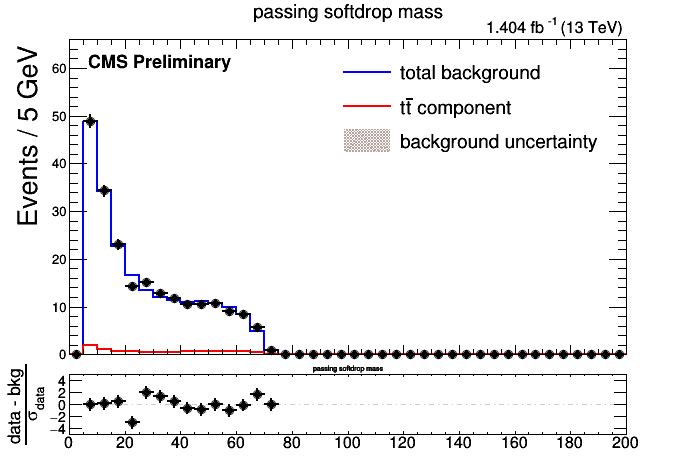 passing softdrop mass
1.404 fb⁻¹ (13 TeV)
CMS Preliminary
Events / 5 GeV
total background
tt̄ component
background uncertainty
60
50
40
30
20
10
0
passing softdrop mass
data - bkg
σ data
4
2
0
−2
−4
0 20 40 60 80 100 120 140 160 180 200